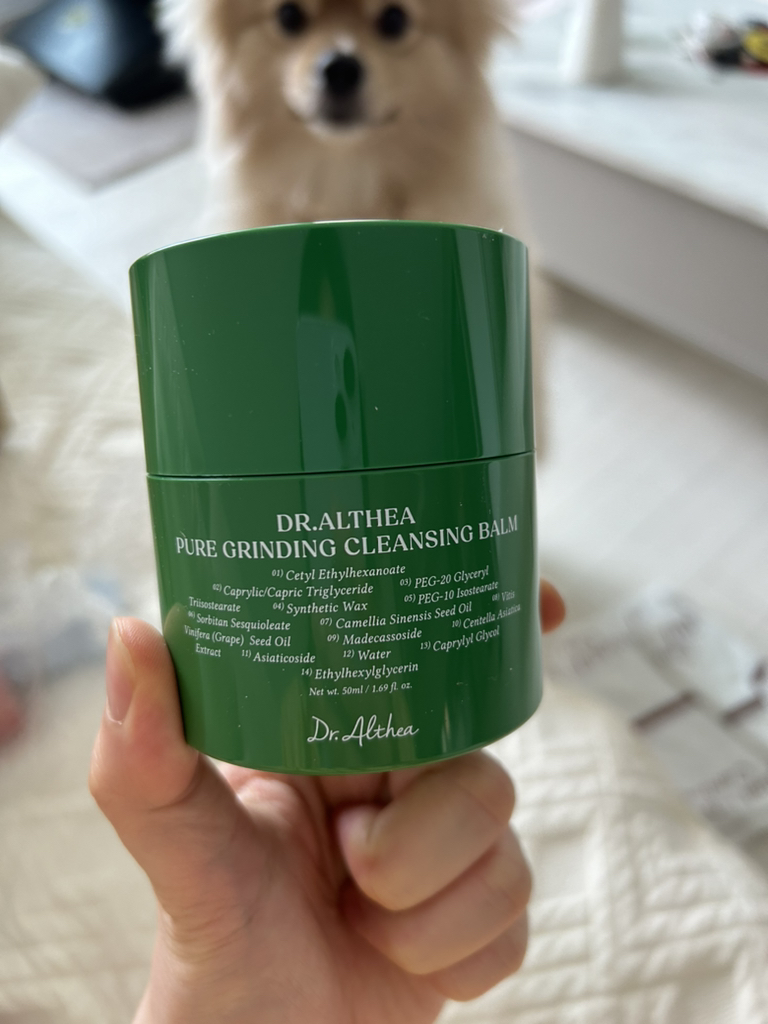 DR.ALTHEA
PURE GRINDING CLEANSING BALM
01) Cetyl Ethylhexanoate
02) Caprylic/Capric Triglyceride 03) PEG-20 Glyceryl
Triisostearate 04) Synthetic Wax 05) PEG-10 Isostearate
06) Sorbitan Sesquioleate 07) Camellia Sinensis Seed Oil 08) Vitis
Vinifera (Grape) Seed Oil 09) Madecassoside 10) Centella Asiatica
Extract 11) Asiaticoside 12) Water 13) Caprylyl Glycol
14) Ethylhexylglycerin
Net wt. 50ml / 1.69 fl. oz.
Dr.Althea